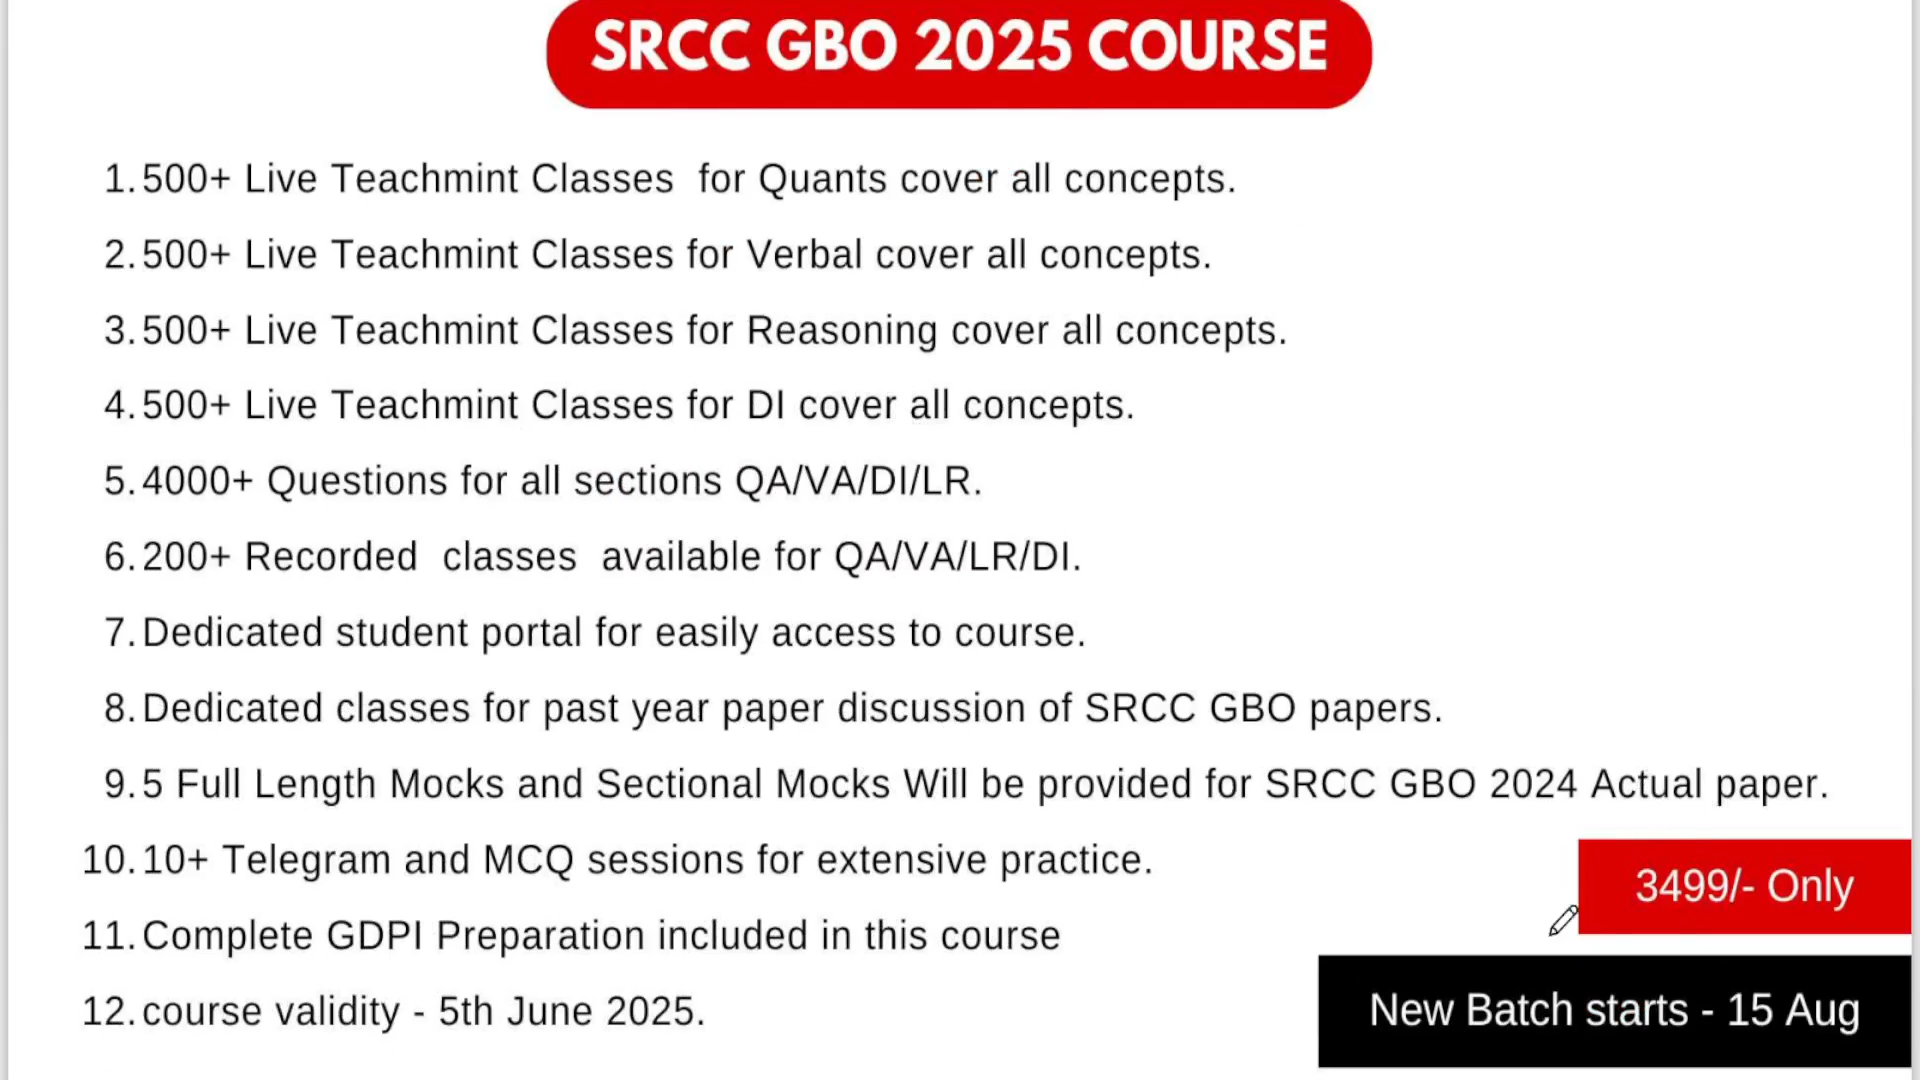 SRCC GBO 2025 COURSE
1. 500+ Live Teachmint Classes  for Quants cover all concepts.
2. 500+ Live Teachmint Classes for Verbal cover all concepts.
3. 500+ Live Teachmint Classes for Reasoning cover all concepts.
4. 500+ Live Teachmint Classes for DI cover all concepts.
5. 4000+ Questions for all sections QA/VA/DI/LR.
6. 200+ Recorded  classes  available for QA/VA/LR/DI.
7. Dedicated student portal for easily access to course.
8. Dedicated classes for past year paper discussion of SRCC GBO papers.
9. 5 Full Length Mocks and Sectional Mocks Will be provided for SRCC GBO 2024 Actual paper.
10. 10+ Telegram and MCQ sessions for extensive practice.
11. Complete GDPI Preparation included in this course
12. course validity - 5th June 2025.
3499/- Only
New Batch starts - 15 Aug